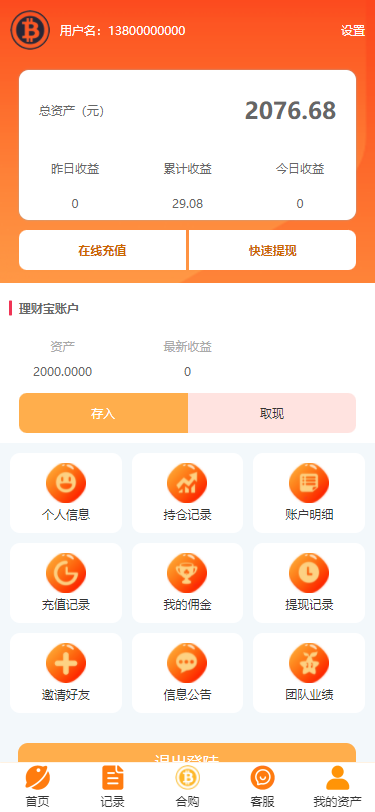 用户名：13800000000 设置
总资产（元） 2076.68
昨日收益 累计收益 今日收益
0 29.08 0
在线充值 快速提现
理财宝账户
资产 最新收益
2000.0000 0
存入 取现
个人信息 持仓记录 账户明细
充值记录 我的佣金 提现记录
邀请好友 信息公告 团队业绩
退出登陆
首页 记录 合购 客服 我的资产